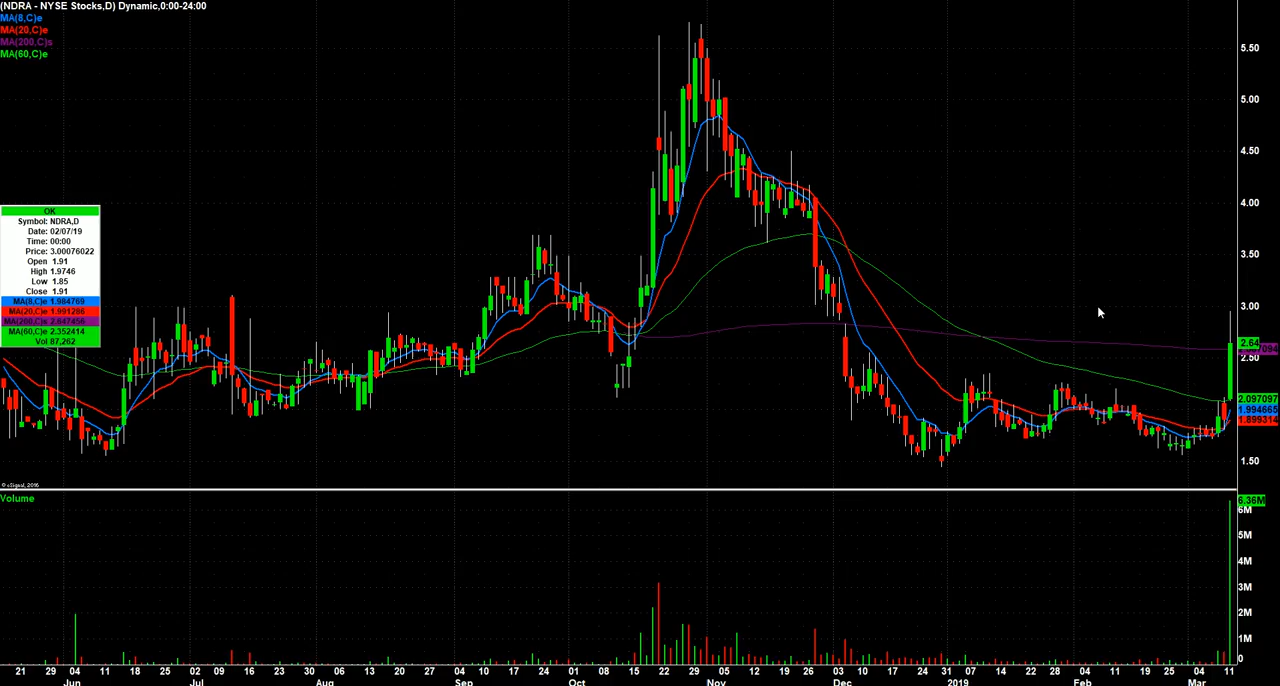 (NDRA - NYSE Stocks,D) Dynamic,0:00-24:00
MA(8,C)e
MA(20,C)e
MA(200,C)s
MA(60,C)e
5.50
5.00
4.50
4.00
3.50
3.00
2.64
2.50
2.097097
1.994665
1.50
OK
Symbol: NDRA,D
Date: 02/07/19
Time: 00:00
Price: 3.00076022
Open 1.91
High 1.9746
Low 1.85
Close 1.91
MA(8,C)e 1.984769
MA(20,C)e 1.991286
MA(200,C)s 2.647456
MA(60,C)e 2.352414
Vol 87,262
© eSignal, 2016
Volume
6.36M
6M
5M
4M
3M
2M
1M
0
21 29 04 11 18 25 02 09 16 23 30 06 13 20 27 04 10 17 24 01 08 15 22 29 05 12 19 26 03 10 17 24 31 07 14 22 28 04 11 19 25 04 11
Jun Jul Aug Sep Oct Nov Dec 2019 Feb Mar